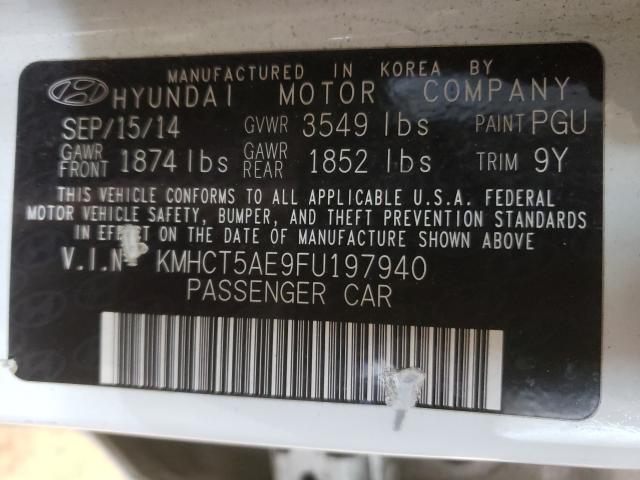 MANUFACTURED IN KOREA BY
HYUNDAI MOTOR COMPANY
SEP/15/14 GVWR 3549 lbs PAINT PGU
GAWR FRONT 1874 lbs GAWR REAR 1852 lbs TRIM 9Y
THIS VEHICLE CONFORMS TO ALL APPLICABLE U.S.A. FEDERAL
MOTOR VEHICLE SAFETY, BUMPER, AND THEFT PREVENTION STANDARDS
IN EFFECT ON THE DATE OF MANUFACTURE SHOWN ABOVE
V.I.N KMHCT5AE9FU197940
PASSENGER CAR